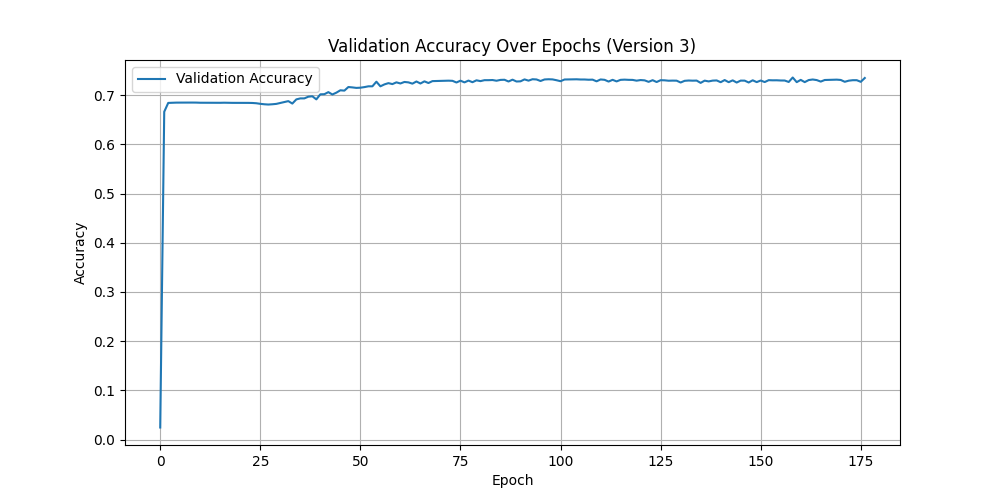 Validation Accuracy Over Epochs (Version 3)
Validation Accuracy
0.7
0.6
0.5
0.4
0.3
0.2
0.1
0.0
Accuracy
0 25 50 75 100 125 150 175
Epoch